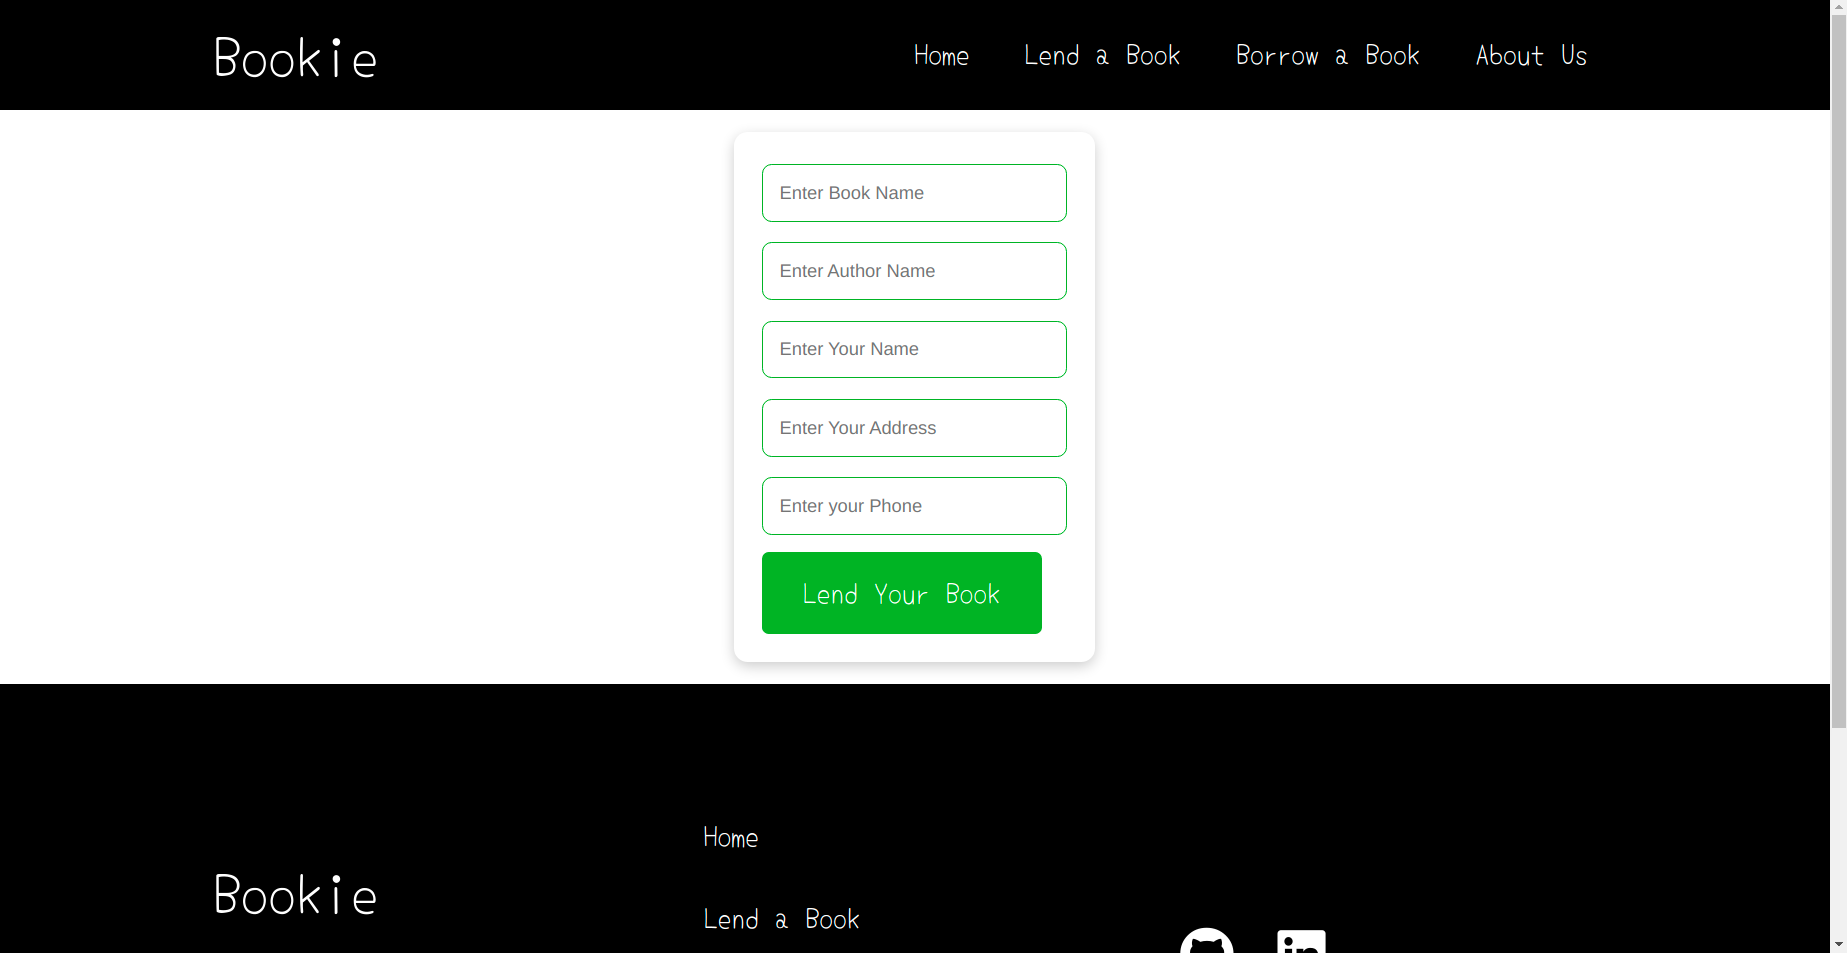 Bookie
Home Lend a Book Borrow a Book About Us
Enter Book Name
Enter Author Name
Enter Your Name
Enter Your Address
Enter your Phone
Lend Your Book
Home
Bookie
Lend a Book